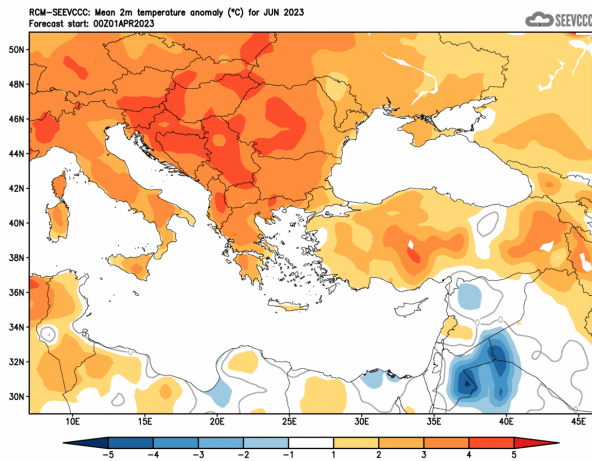 RCM-SEEVCCC: Mean 2m temperature anomaly (°C) for JUN 2023
Forecast start: 00Z01APR2023
SEEVCCC
50N
48N
46N
44N
42N
40N
38N
36N
34N
32N
30N
10E 15E 20E 25E 30E 35E 40E 45E
-5 -4 -3 -2 -1 1 2 3 4 5